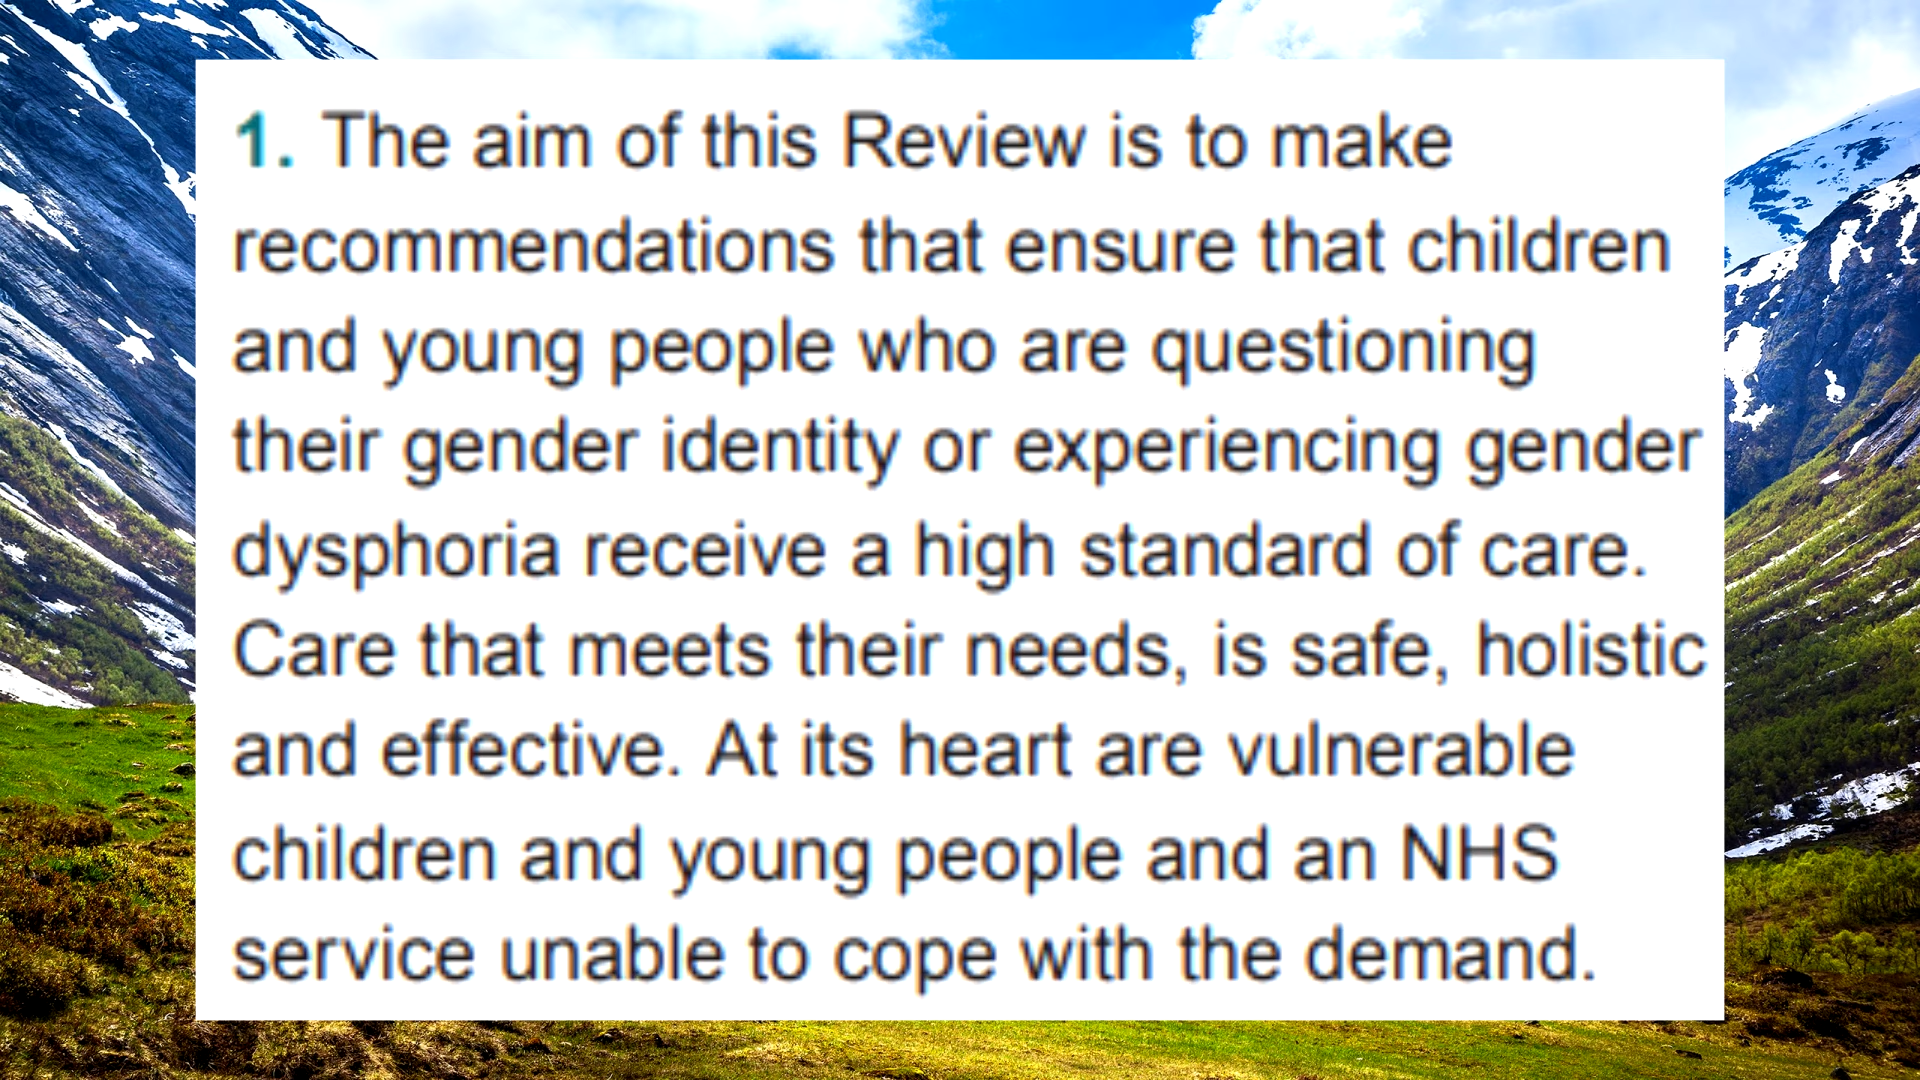 1. The aim of this Review is to make
recommendations that ensure that children
and young people who are questioning
their gender identity or experiencing gender
dysphoria receive a high standard of care.
Care that meets their needs, is safe, holistic
and effective. At its heart are vulnerable
children and young people and an NHS
service unable to cope with the demand.